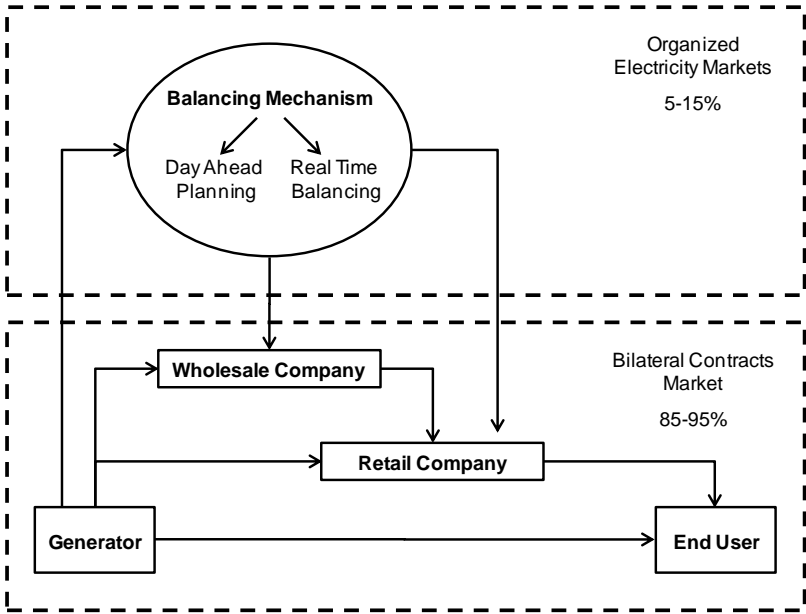 Organized
Electricity Markets
5-15%
Balancing Mechanism
Day Ahead
Planning
Real Time
Balancing
Wholesale Company
Bilateral Contracts
Market
85-95%
Retail Company
Generator
End User